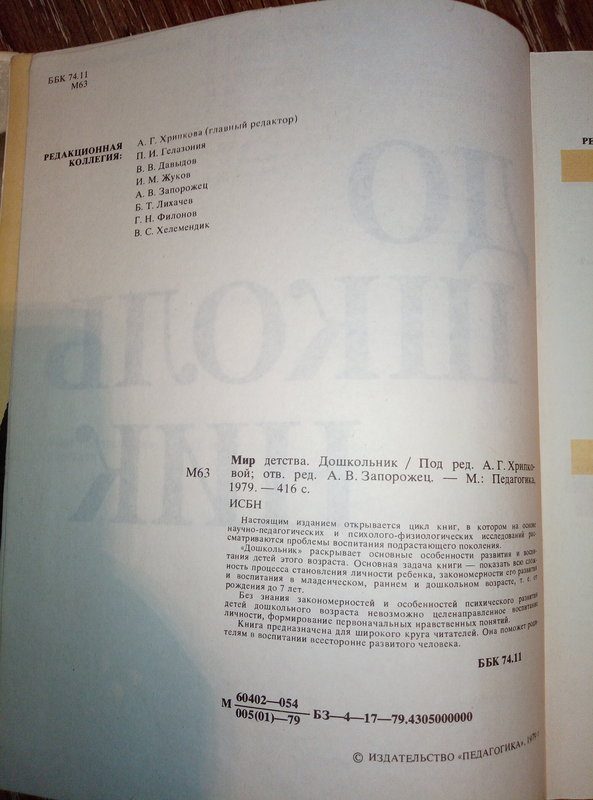 ББК 74.11
М63
РЕДАКЦИОННАЯ
КОЛЛЕГИЯ:
А. Г. Хрипкова (главный редактор)
П. И. Гелазония
В. В. Давыдов
И. М. Жуков
А. В. Запорожец
Б. Т. Лихачев
Г. Н. Филонов
В. С. Хелемендик
ДО
ШКОЛЬ
НИК
Мир детства. Дошкольник / Под ред. А. Г. Хрипко-
М63 вой; отв. ред. А. В. Запорожец. — М.: Педагогика,
1979. — 416 с.
ИСБН
Настоящим изданием открывается цикл книг, в котором на основе
научно-педагогических и психолого-физиологических исследований рас-
сматриваются проблемы воспитания подрастающего поколения.
«Дошкольник» раскрывает основные особенности развития и воспи-
тания детей этого возраста. Основная задача книги — показать всю слож-
ность процесса становления личности ребенка, закономерности его развития
и воспитания в младенческом, раннем и дошкольном возрасте, т. е. от
рождения до 7 лет.
Без знания закономерностей и особенностей психического развития
детей дошкольного возраста невозможно целенаправленное воспитание
личности, формирование первоначальных нравственных понятий.
Книга предназначена для широкого круга читателей. Она поможет роди-
телям в воспитании всесторонне развитого человека.
ББК 74.11
М 60402—054
005(01)—79 БЗ—4—17—79.4305000000
© ИЗДАТЕЛЬСТВО «ПЕДАГОГИКА», 1979 г.
РЕ